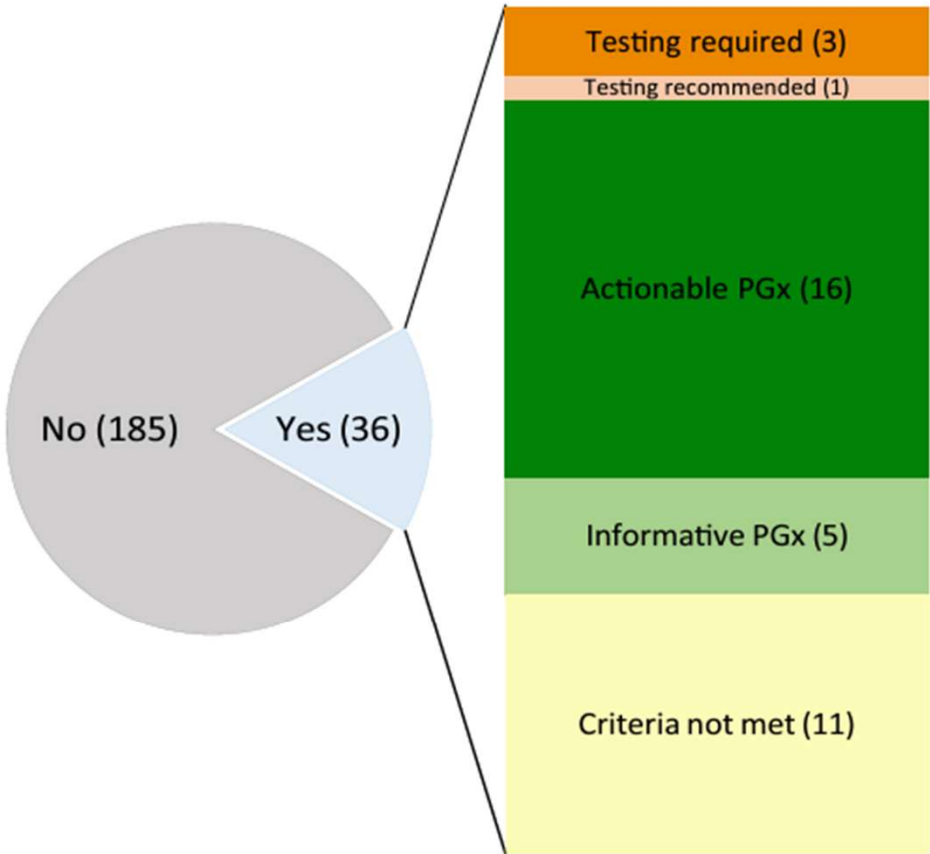 Testing required (3)
Testing recommended (1)
Actionable PGx (16)
No (185)
Yes (36)
Informative PGx (5)
Criteria not met (11)